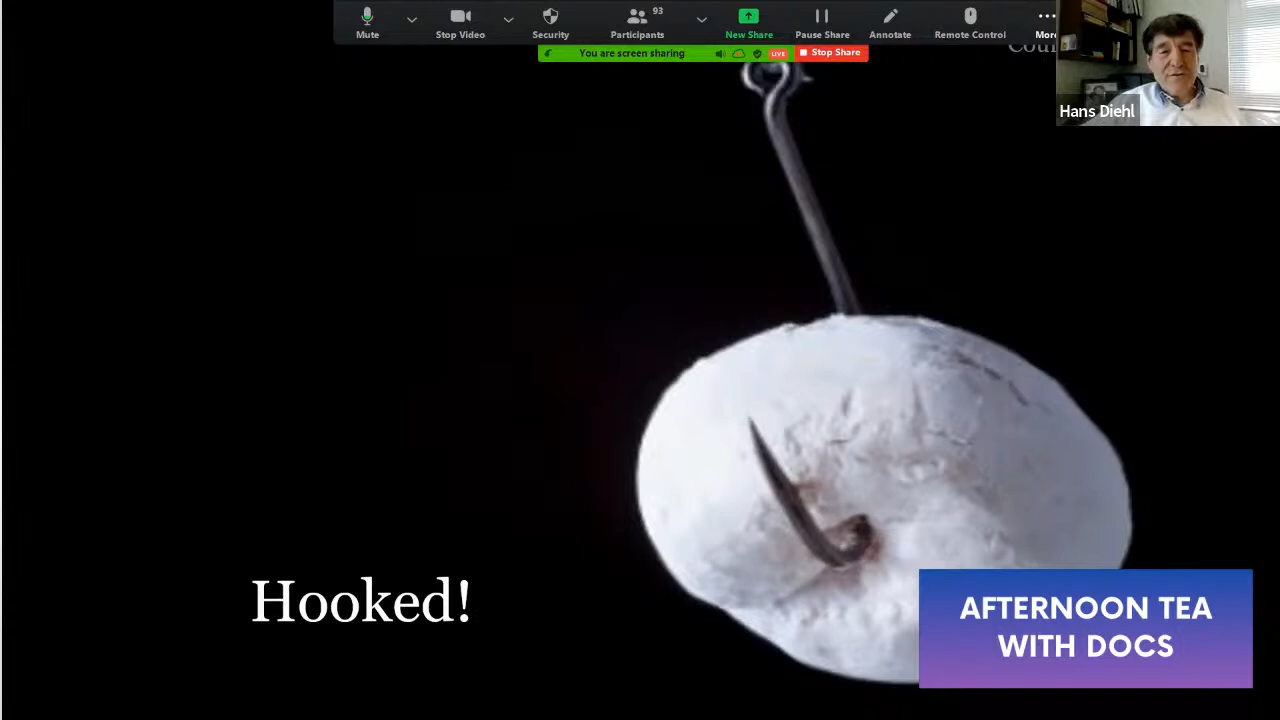 Mute
Stop Video
Security
93
Participants
New Share
Pause Share
Annotate
Remote Control
More
You are screen sharing
LIVE
Stop Share
Hans Diehl
Hooked!
AFTERNOON TEA
WITH DOCS